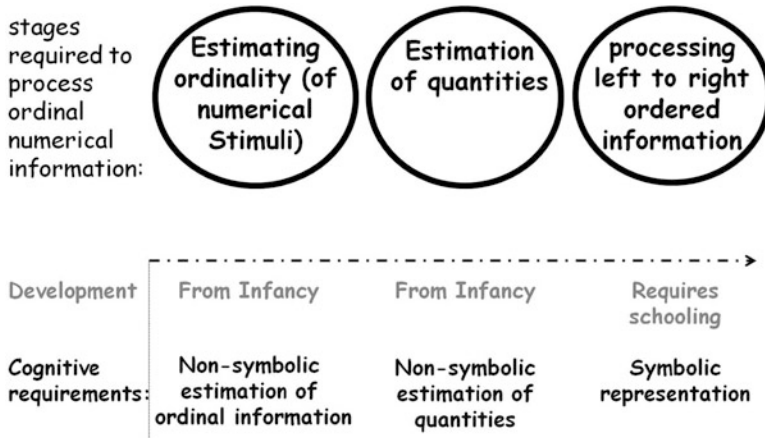 stages
required to
process
ordinal
numerical
information:
Estimating
ordinality (of
numerical
Stimuli)
Estimation
of quantities
processing
left to right
ordered
information
Development
From Infancy
From Infancy
Requires
schooling
Cognitive
requirements:
Non-symbolic
estimation of
ordinal information
Non-symbolic
estimation of
quantities
Symbolic
representation